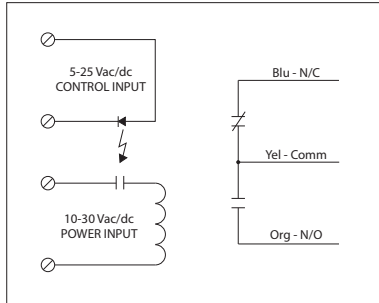 5-25 Vac/dc
CONTROL INPUT
10-30 Vac/dc
POWER INPUT
Blu - N/C
Yel - Comm
Org - N/O